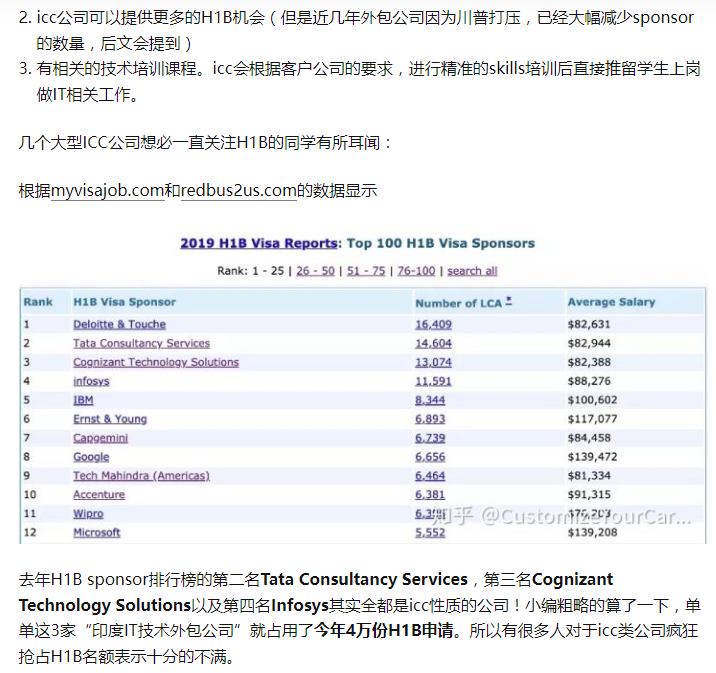 2. icc公司可以提供更多的H1B机会（但是近几年外包公司因为川普打压，已经大幅减少sponsor
的数量，后文会提到）
3. 有相关的技术培训课程。icc会根据客户公司的要求，进行精准的skills培训后直接推留学生上岗
做IT相关工作。
几个大型ICC公司想必一直关注H1B的同学有所耳闻：
根据myvisajob.com和redbus2us.com的数据显示
2019 H1B Visa Reports: Top 100 H1B Visa Sponsors
Rank: 1 - 25 | 26 - 50 | 51 - 75 | 76-100 | search all
Rank H1B Visa Sponsor Number of LCA * Average Salary
1 Deloitte & Touche 16,409 $82,631
2 Tata Consultancy Services 14,604 $82,944
3 Cognizant Technology Solutions 13,074 $82,388
4 infosys 11,591 $88,276
5 IBM 8,344 $100,602
6 Ernst & Young 6,893 $117,077
7 Capgemini 6,739 $84,458
8 Google 6,656 $139,472
9 Tech Mahindra (Americas) 6,464 $81,334
10 Accenture 6,381 $91,315
11 Wipro
知乎 @CustomizeYourCar...
12 Microsoft 5,552 $139,208
去年H1B sponsor排行榜的第二名Tata Consultancy Services，第三名Cognizant
Technology Solutions以及第四名Infosys其实全都是icc性质的公司！小编粗略的算了一下，单
单这3家“印度IT技术外包公司”就占用了今年4万份H1B申请。所以有很多人对于icc类公司疯狂
抢占H1B名额表示十分的不满。